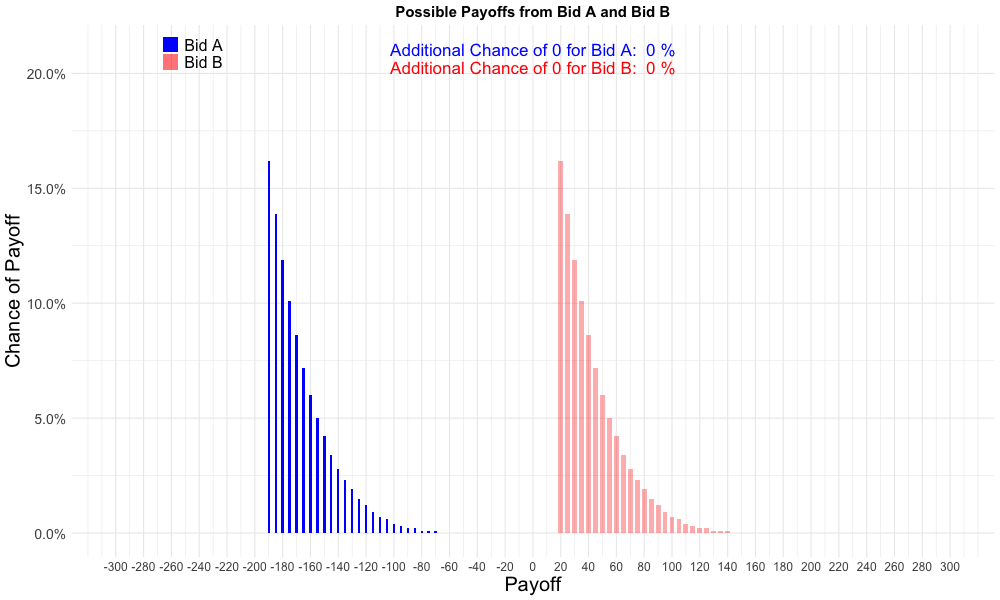 Possible Payoffs from Bid A and Bid B
Bid A
Bid B
Additional Chance of 0 for Bid A:  0 %
Additional Chance of 0 for Bid B:  0 %
20.0%
15.0%
10.0%
5.0%
0.0%
Chance of Payoff
-300 -280 -260 -240 -220 -200 -180 -160 -140 -120 -100 -80 -60 -40 -20 0 20 40 60 80 100 120 140 160 180 200 220 240 260 280 300
Payoff